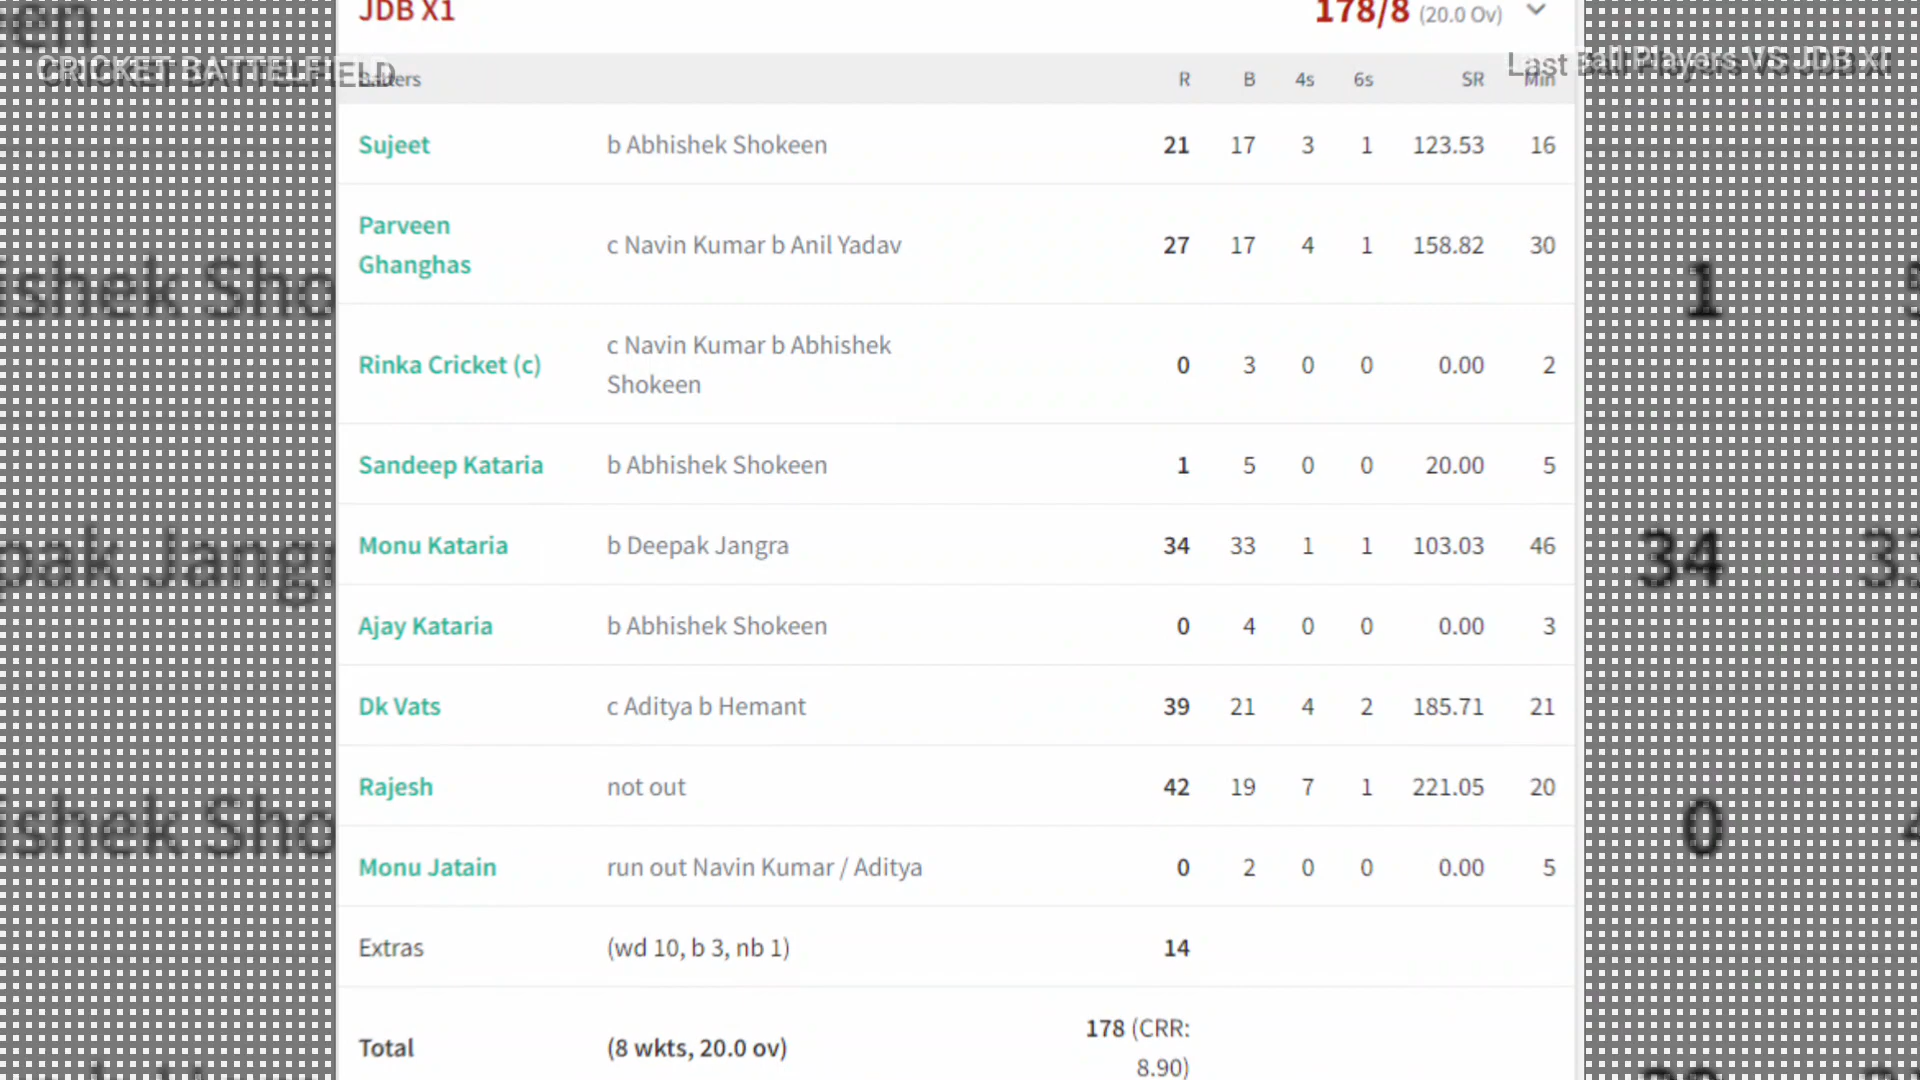 JDB X1 178/8 (20.0 Ov)
CRICKET BATTELFIELD
Last Ball Players VS JDB XI
Batters R B 4s 6s SR Min
Sujeet b Abhishek Shokeen 21 17 3 1 123.53 16
Parveen
Ghanghas c Navin Kumar b Anil Yadav 27 17 4 1 158.82 30
Rinka Cricket (c) c Navin Kumar b Abhishek
Shokeen 0 3 0 0 0.00 2
Sandeep Kataria b Abhishek Shokeen 1 5 0 0 20.00 5
Monu Kataria b Deepak Jangra 34 33 1 1 103.03 46
Ajay Kataria b Abhishek Shokeen 0 4 0 0 0.00 3
Dk Vats c Aditya b Hemant 39 21 4 2 185.71 21
Rajesh not out 42 19 7 1 221.05 20
Monu Jatain run out Navin Kumar / Aditya 0 2 0 0 0.00 5
Extras (wd 10, b 3, nb 1) 14
Total (8 wkts, 20.0 ov) 178 (CRR:
8.90)